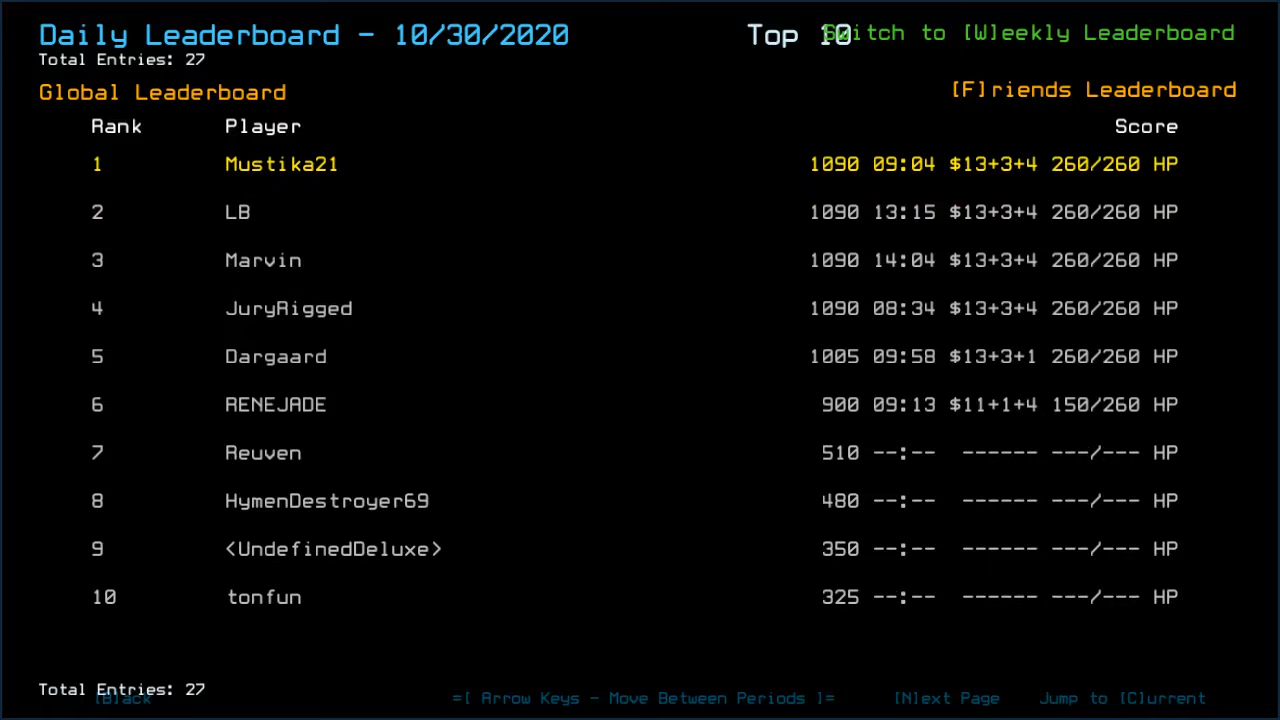 Daily Leaderboard - 10/30/2020 Top 10 Switch to [W]eekly Leaderboard
Total Entries: 27
Global Leaderboard [F]riends Leaderboard
Rank Player Score
1 Mustika21 1090 09:04 $13+3+4 260/260 HP
2 LB 1090 13:15 $13+3+4 260/260 HP
3 Marvin 1090 14:04 $13+3+4 260/260 HP
4 JuryRigged 1090 08:34 $13+3+4 260/260 HP
5 Dargaard 1005 09:58 $13+3+1 260/260 HP
6 RENEJADE 900 09:13 $11+1+4 150/260 HP
7 Reuven 510 --:-- ------ ---/--- HP
8 HymenDestroyer69 480 --:-- ------ ---/--- HP
9 <UndefinedDeluxe> 350 --:-- ------ ---/--- HP
10 tonfun 325 --:-- ------ ---/--- HP
Total Entries: 27
[B]ack =[ Arrow Keys - Move Between Periods ]= [N]ext Page Jump to [C]urrent